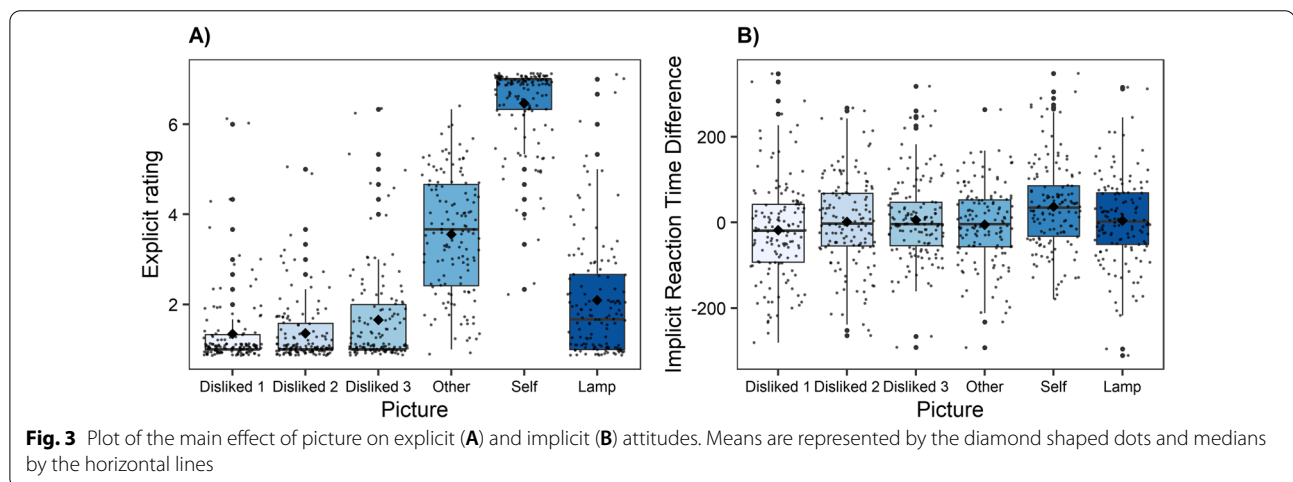 A)
Explicit rating
6
4
2
Disliked 1 Disliked 2 Disliked 3 Other Self Lamp
Picture
B)
Implicit Reaction Time Difference
200
0
-200
Disliked 1 Disliked 2 Disliked 3 Other Self Lamp
Picture
Fig. 3 Plot of the main effect of picture on explicit (A) and implicit (B) attitudes. Means are represented by the diamond shaped dots and medians
by the horizontal lines